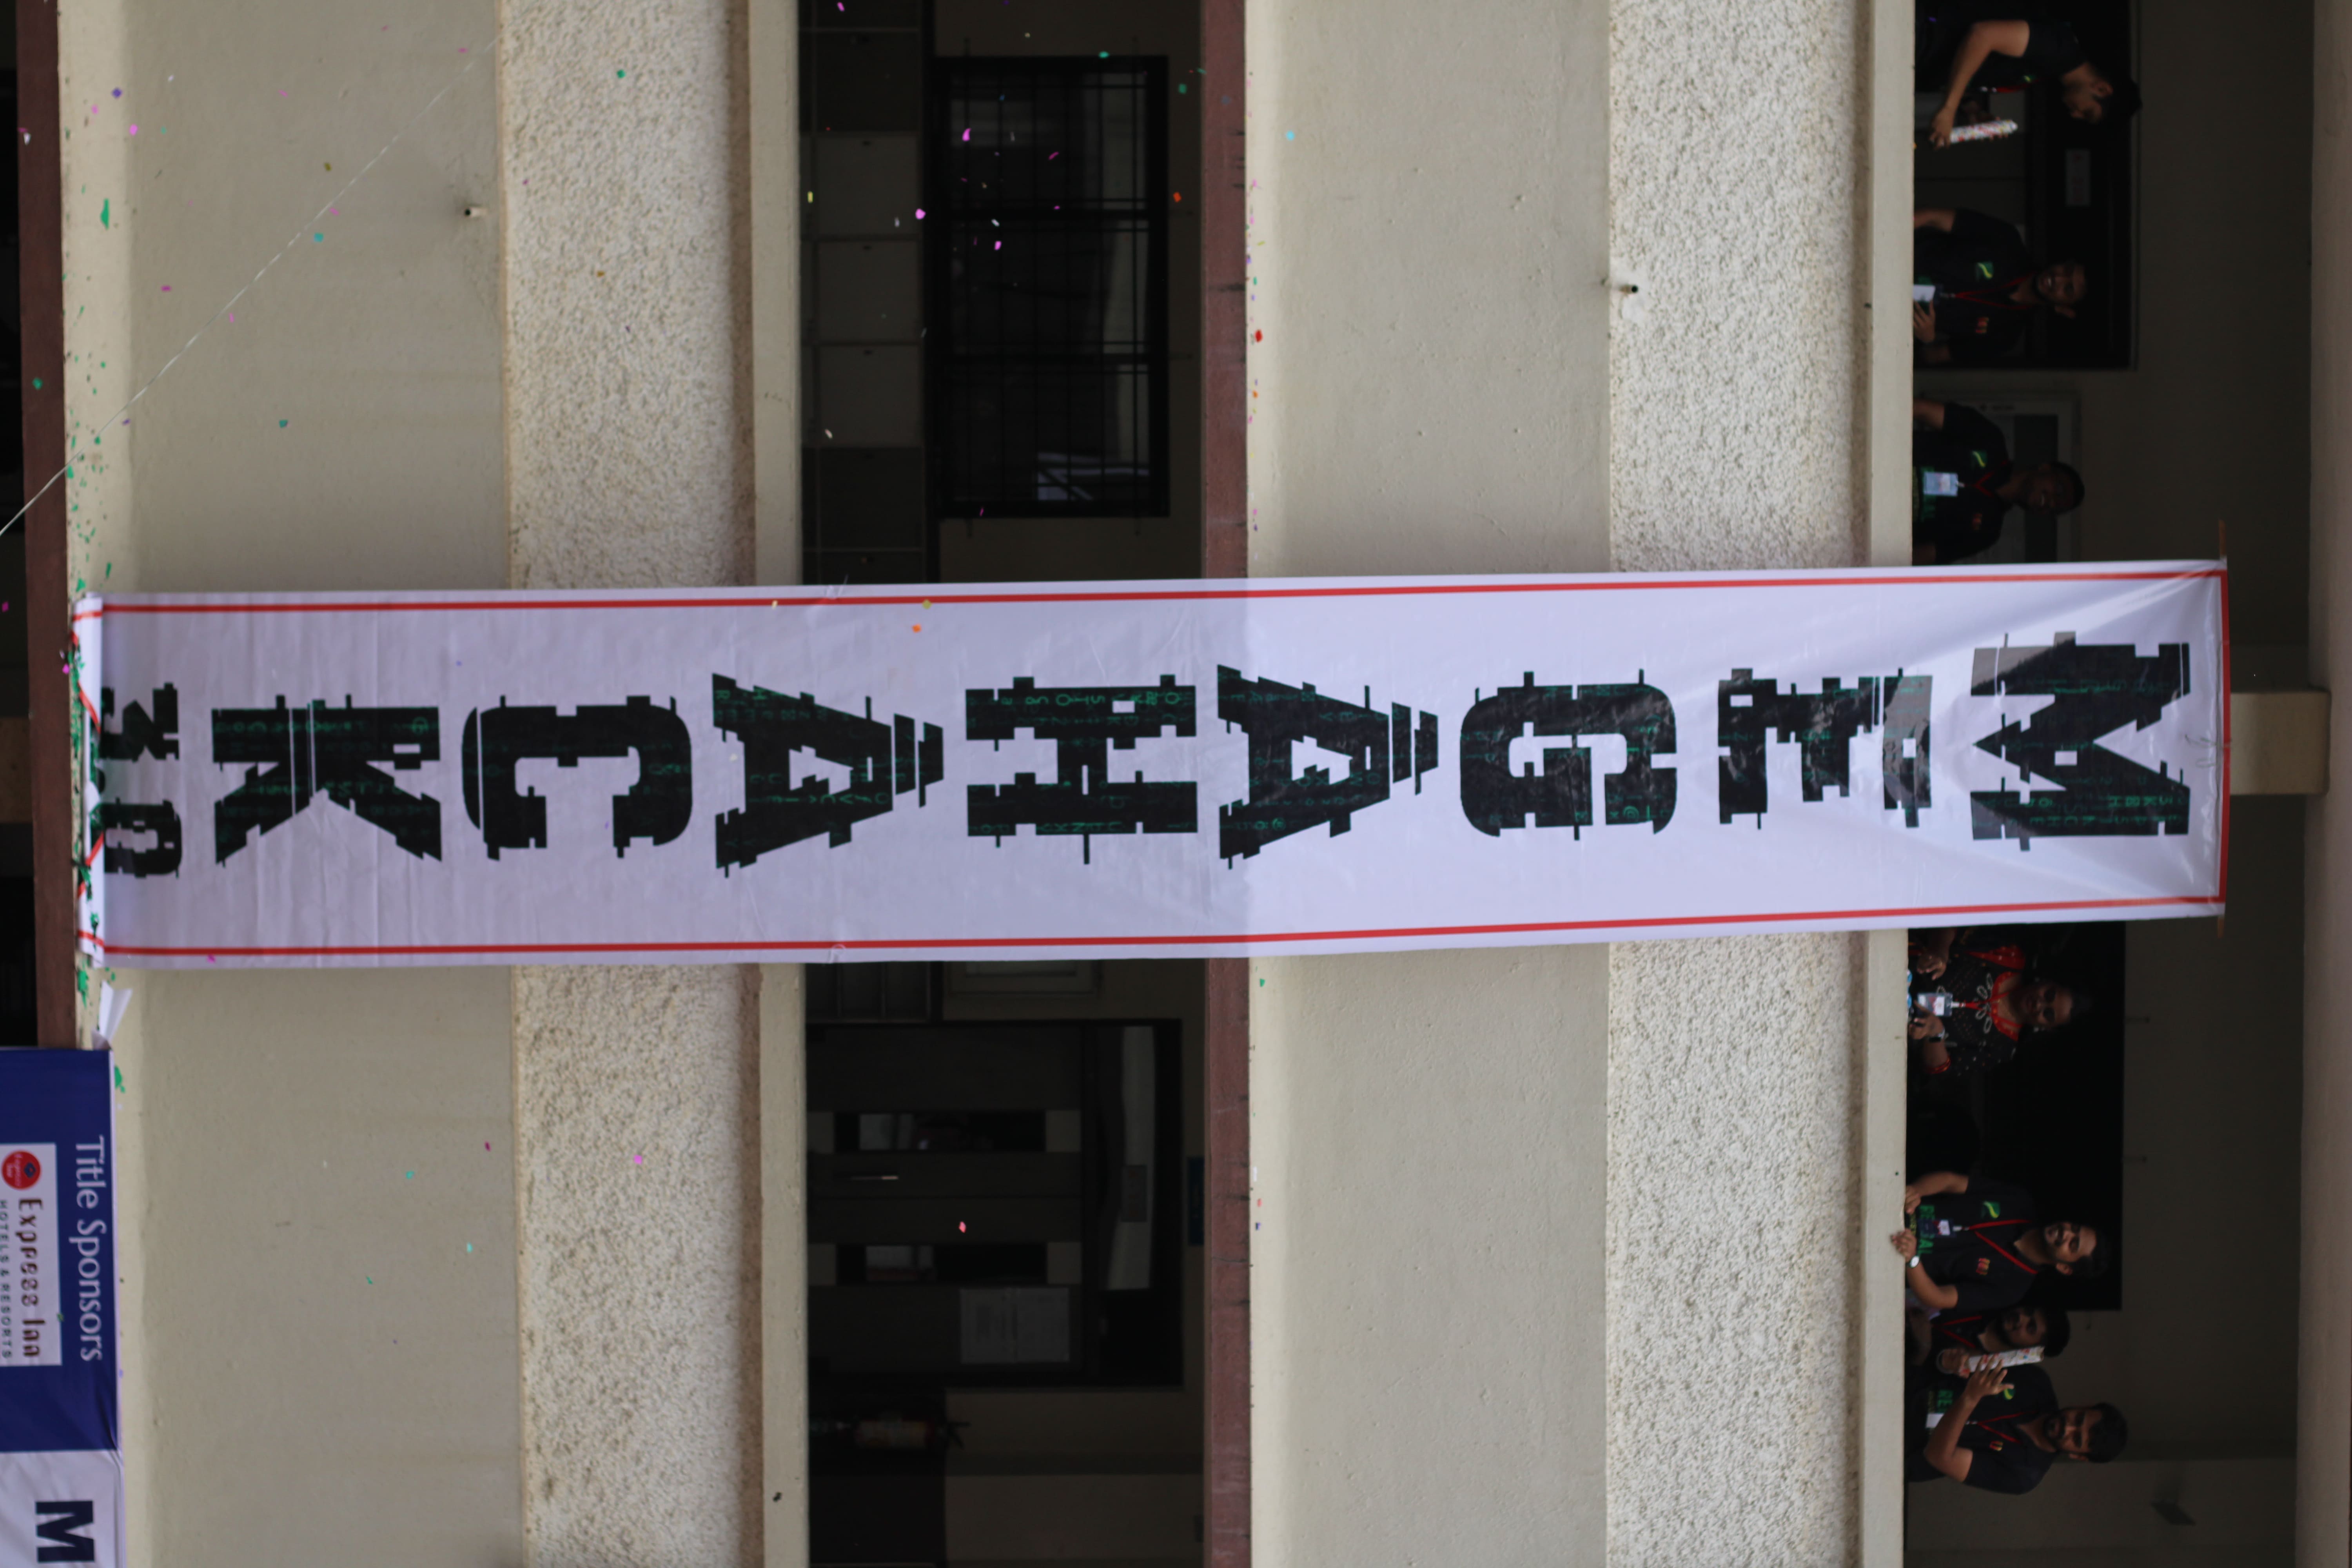 MEGAHACK
3.0
Title Sponsors
Express Inn
HOTELS & RESORTS
M